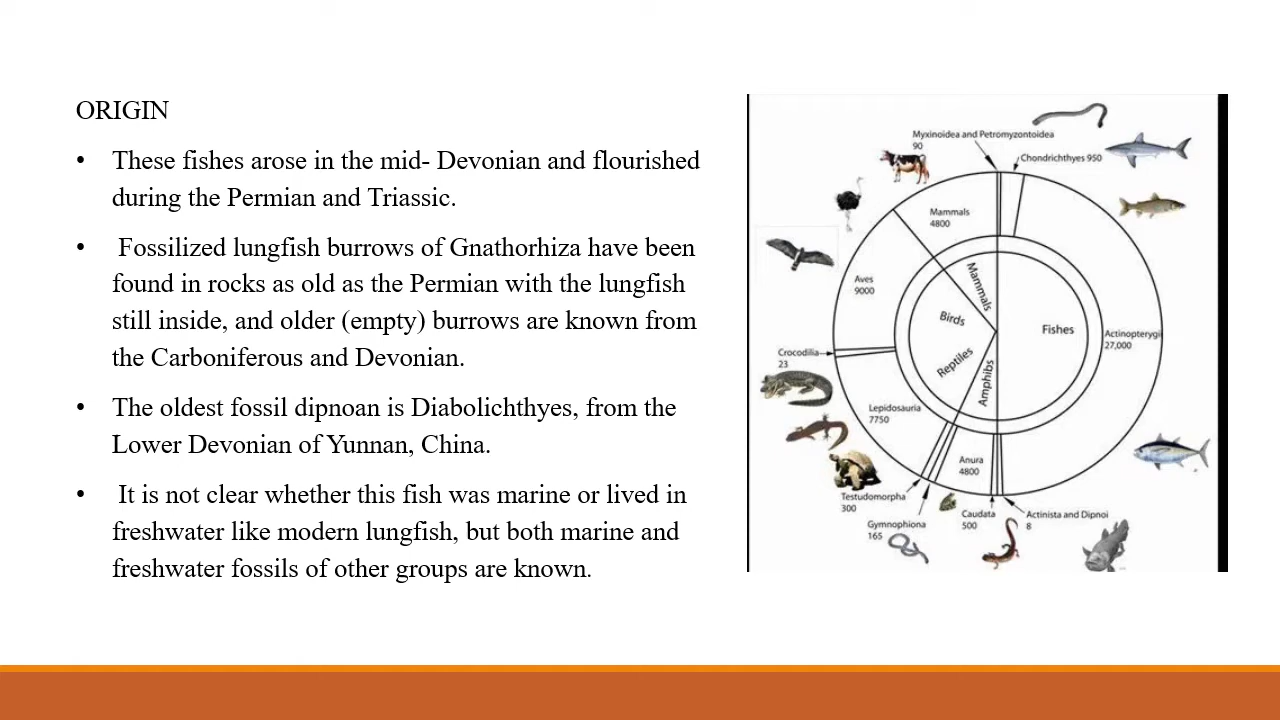 ORIGIN
• These fishes arose in the mid- Devonian and flourished
during the Permian and Triassic.
• Fossilized lungfish burrows of Gnathorhiza have been
found in rocks as old as the Permian with the lungfish
still inside, and older (empty) burrows are known from
the Carboniferous and Devonian.
• The oldest fossil dipnoan is Diabolichthyes, from the
Lower Devonian of Yunnan, China.
• It is not clear whether this fish was marine or lived in
freshwater like modern lungfish, but both marine and
freshwater fossils of other groups are known.
Myxinoidea and Petromyzontoidea
90
Chondrichthyes 950
Mammals
4800
Aves
9000
Mammals
Birds
Fishes
Actinopterygi
27,000
Reptiles
Amphibs
Crocodilia
23
Lepidosauria
7750
Anura
4800
Testudomorpha
300
Gymnophiona
165
Caudata
500
Actinista and Dipnoi
8